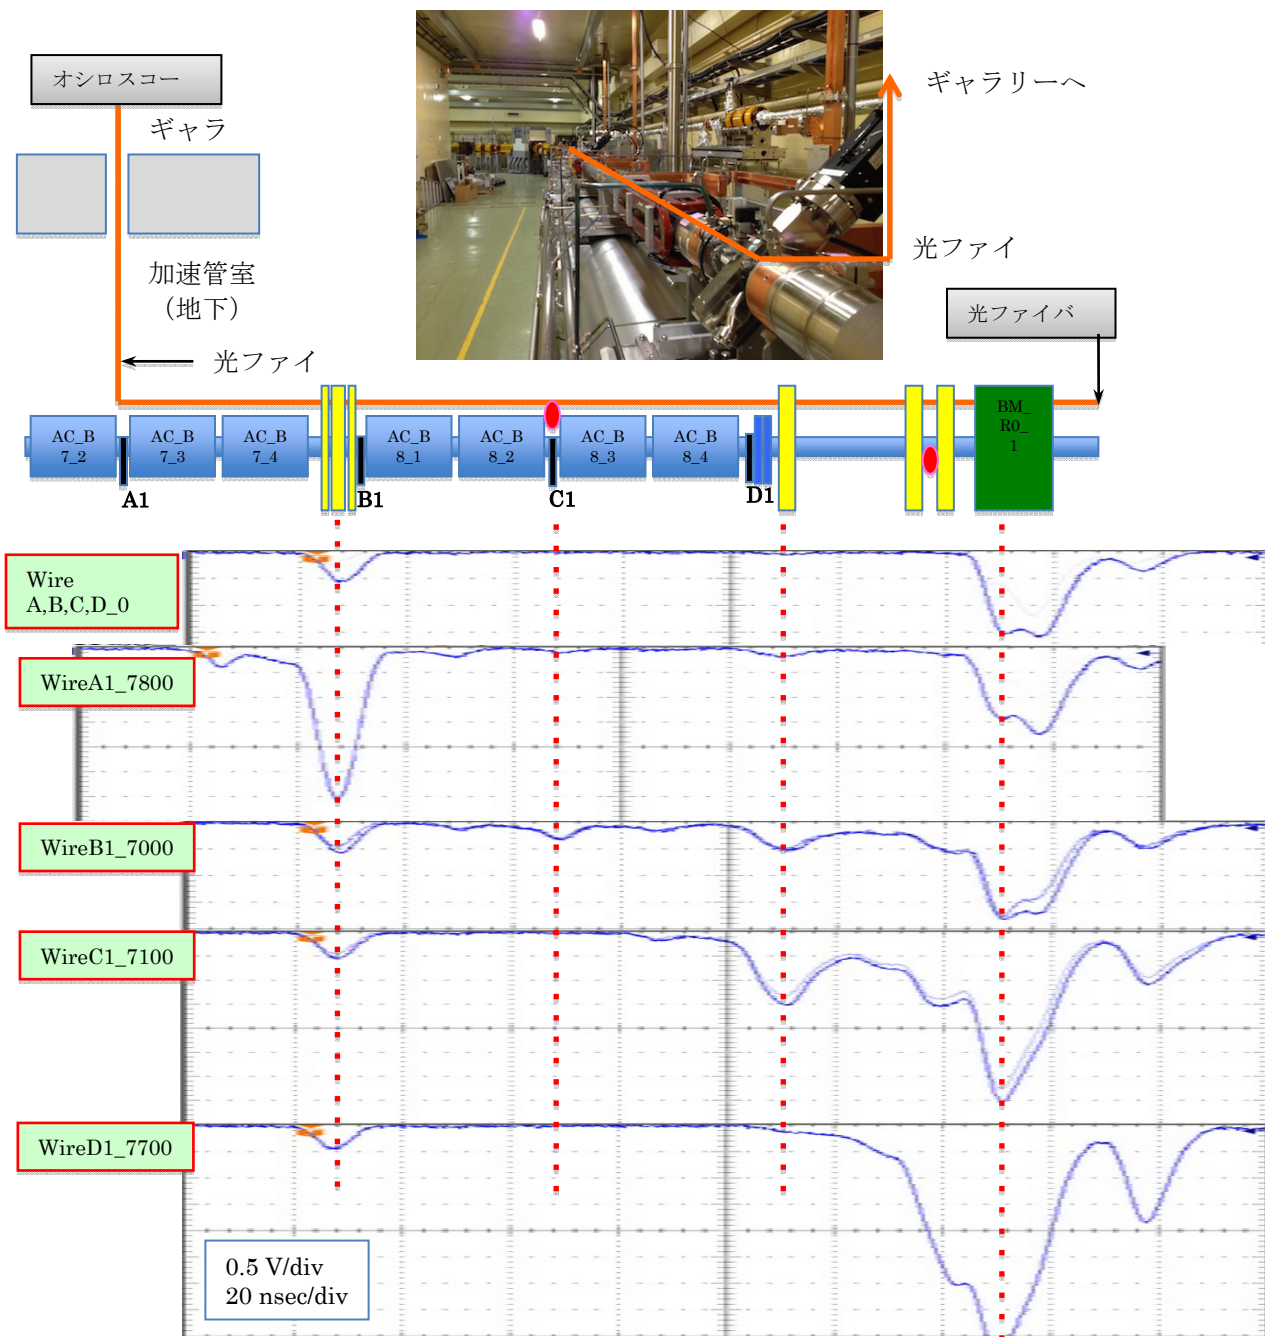 オシロスコー
ギャラ
ギャラリーへ
光ファイ
加速管室
（地下）
光ファイバ
光ファイ
AC_B
7_2
AC_B
7_3
AC_B
7_4
AC_B
8_1
AC_B
8_2
AC_B
8_3
AC_B
8_4
BM_
R0_
1
A1
B1
C1
D1
Wire
A,B,C,D_0
WireA1_7800
WireB1_7000
WireC1_7100
WireD1_7700
0.5 V/div
20 nsec/div